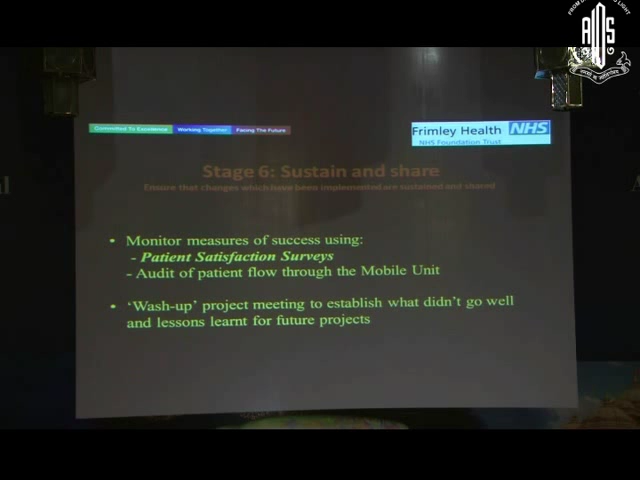 Committed To Excellence Working Together Facing The Future
Frimley Health NHS
NHS Foundation Trust
Stage 6: Sustain and share
Ensure that changes which have been implemented are sustained and shared
• Monitor measures of success using:
- Patient Satisfaction Surveys
- Audit of patient flow through the Mobile Unit
• ‘Wash-up’ project meeting to establish what didn’t go well
and lessons learnt for future projects